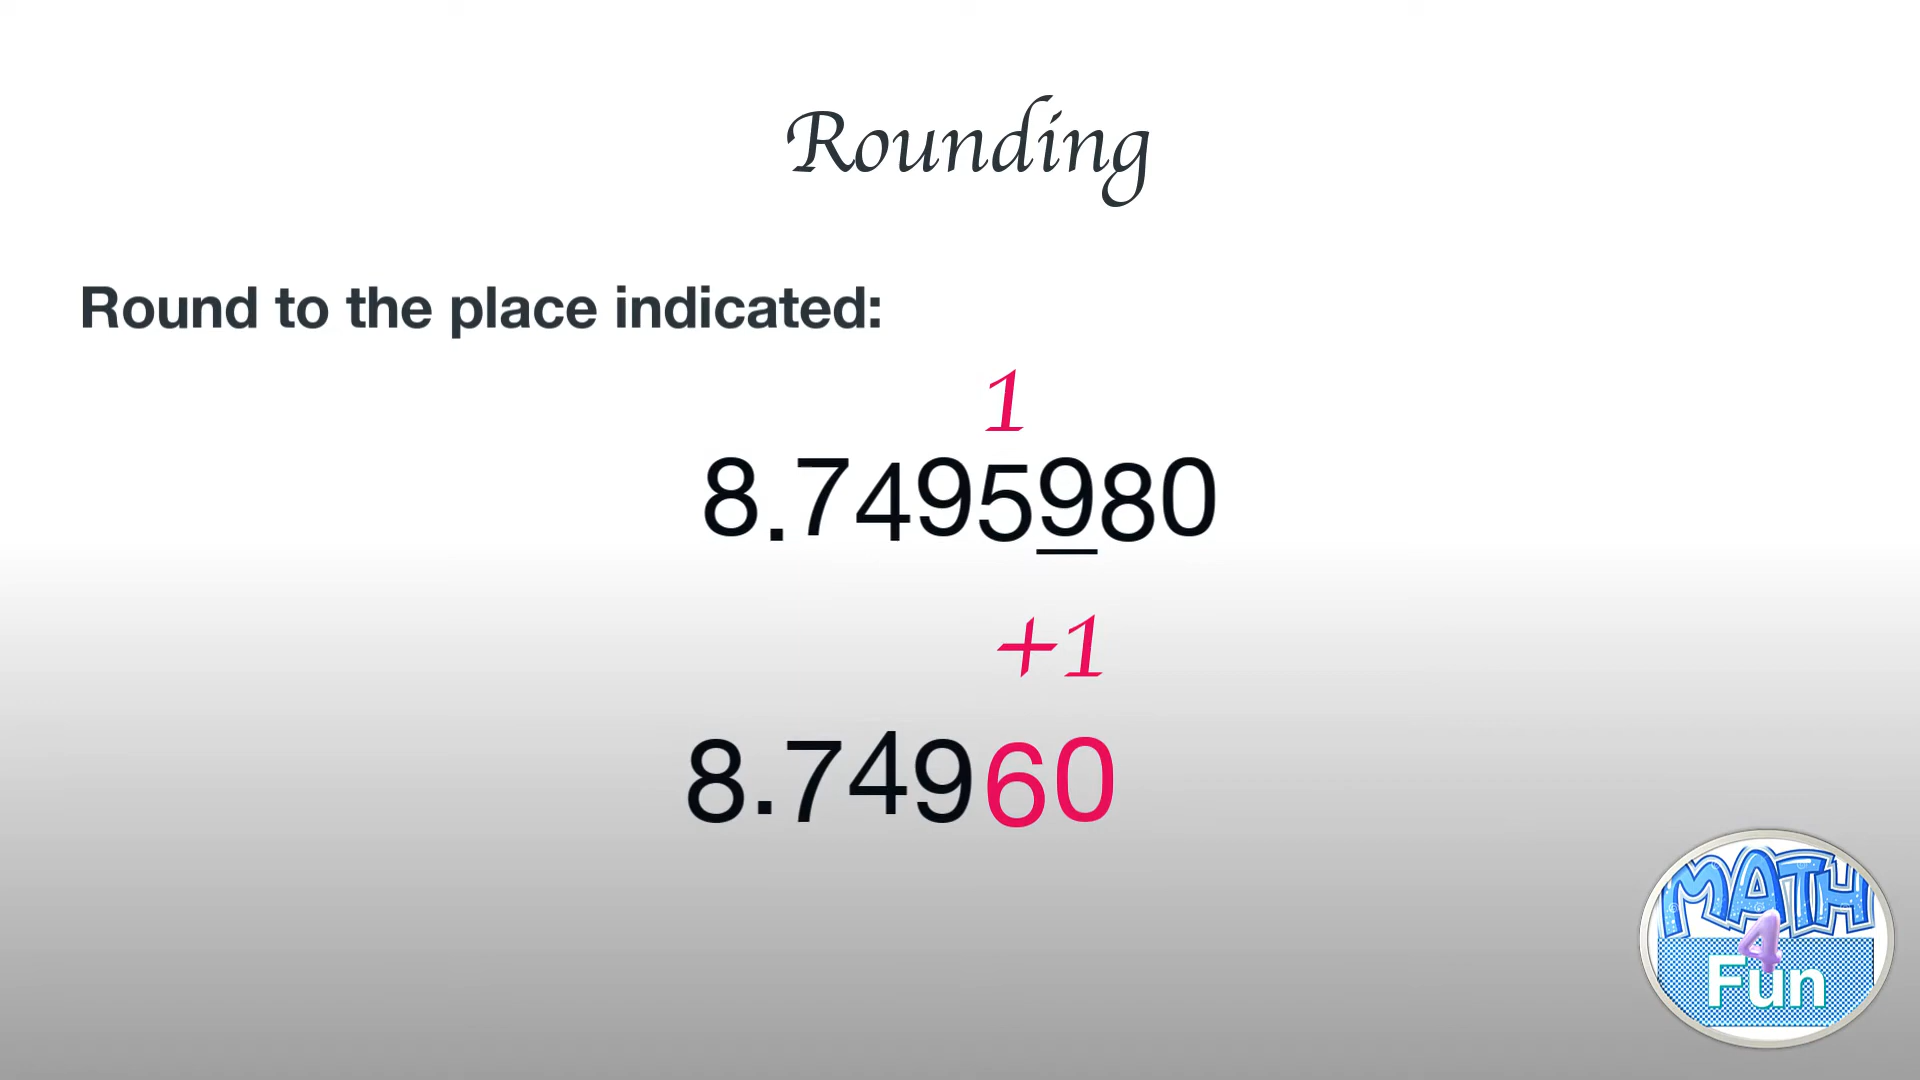 Rounding
Round to the place indicated:
1
8.7495980
+1
8.74960
MATH
4
Fun